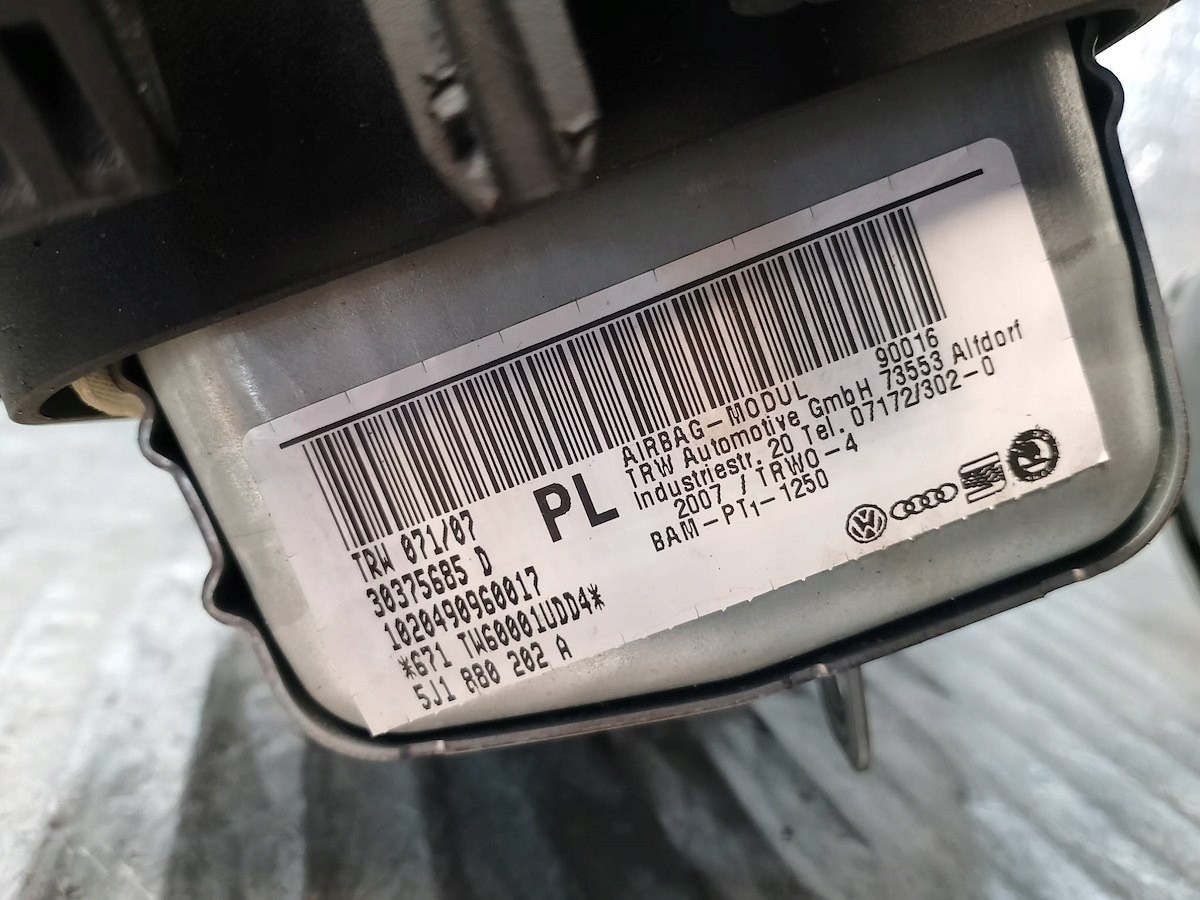 90016
AIRBAG-MODUL
TRW Automotive GmbH 73553 Alfdorf
Industriestr. 20 Tel. 07172/302-0
2007 / TRWO-4
BAM-PT1-1250
PL
TRW 071/07
30375685 D
1020490960017
*671 TW60001UDD4*
5J1 880 202 A